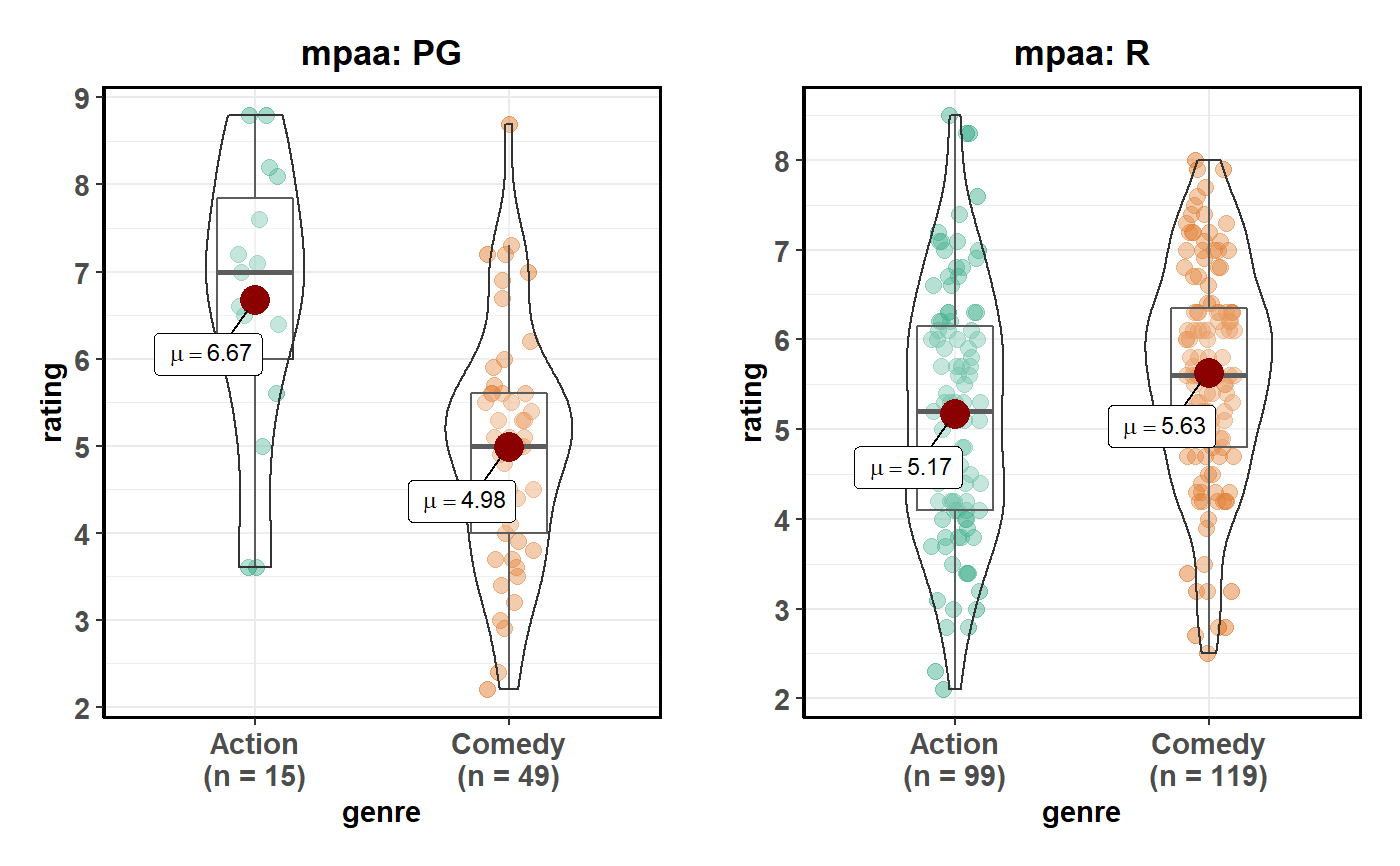 mpaa: PG
rating
9
8
7
6
5
4
3
2
μ = 6.67
μ = 4.98
Action
(n = 15)
Comedy
(n = 49)
genre
mpaa: R
rating
8
7
6
5
4
3
2
μ = 5.17
μ = 5.63
Action
(n = 99)
Comedy
(n = 119)
genre